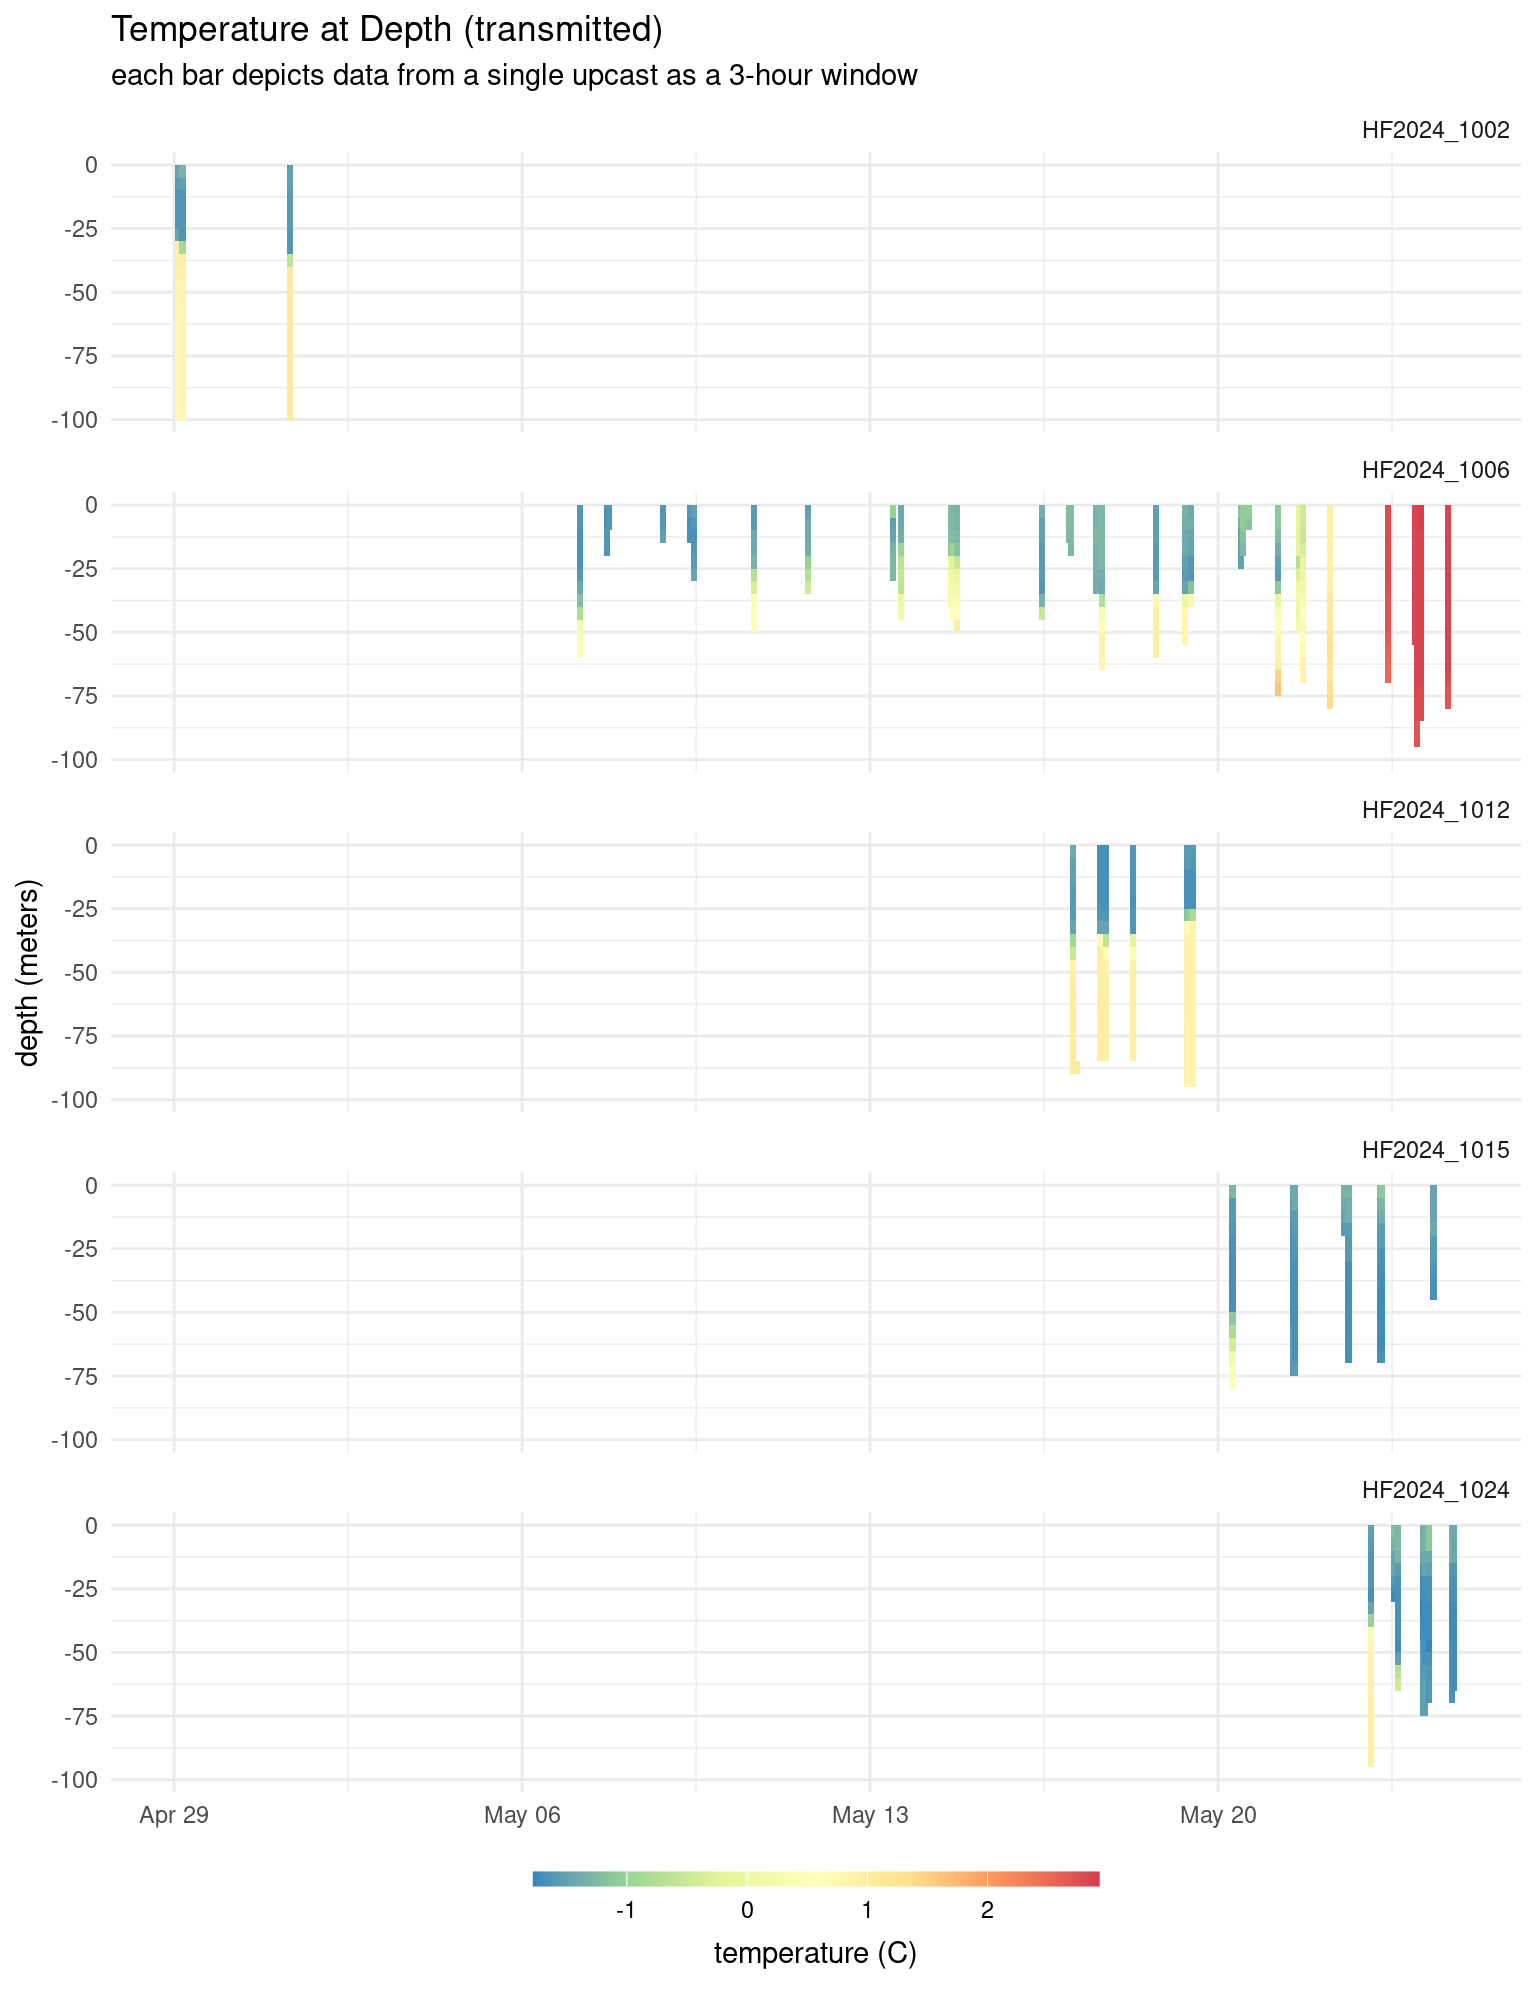 Temperature at Depth (transmitted)
each bar depicts data from a single upcast as a 3-hour window
HF2024_1002
0
-25
-50
-75
-100
HF2024_1006
0
-25
-50
-75
-100
HF2024_1012
0
-25
-50
-75
-100
depth (meters)
HF2024_1015
0
-25
-50
-75
-100
HF2024_1024
0
-25
-50
-75
-100
Apr 29 May 06 May 13 May 20
-1 0 1 2
temperature (C)